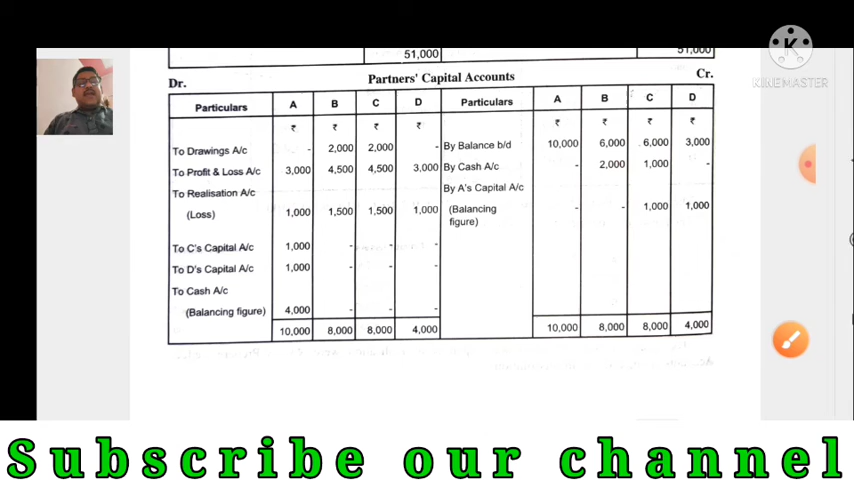 51,000 51,000
KINEMASTER
Dr. Partners' Capital Accounts Cr.
Particulars A B C D Particulars A B C D
₹ ₹ ₹ ₹ ₹ ₹ ₹ ₹
To Drawings A/c - 2,000 2,000 - By Balance b/d 10,000 6,000 6,000 3,000
To Profit & Loss A/c 3,000 4,500 4,500 3,000 By Cash A/c - 2,000 1,000 -
To Realisation A/c By A's Capital A/c
(Loss) 1,000 1,500 1,500 1,000 (Balancing - - 1,000 1,000
figure)
To C's Capital A/c 1,000 - - -
To D's Capital A/c 1,000 - - -
To Cash A/c
(Balancing figure) 4,000 - - -
10,000 8,000 8,000 4,000 10,000 8,000 8,000 4,000
Subscribe our channel